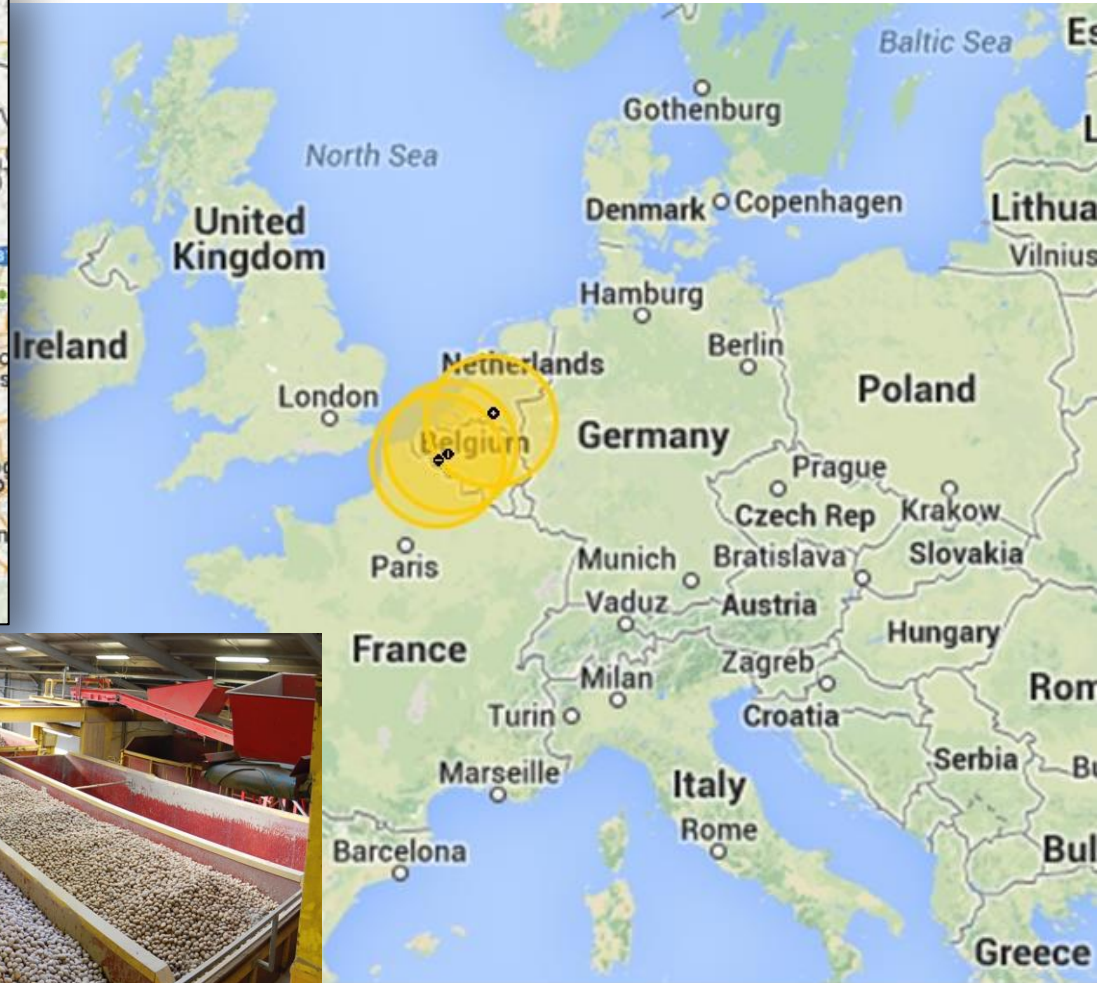 Baltic Sea
Es
Gothenburg
North Sea
Denmark
Copenhagen
Lithua
Vilnius
United
Kingdom
Hamburg
Ireland
Berlin
Netherlands
London
Poland
Belgium
Germany
Prague
Krakow
Czech Rep
Paris
Munich
Bratislava
Slovakia
Vaduz
Austria
Hungary
France
Zagreb
Milan
Rom
Turin
Croatia
Serbia
Bu
Marseille
Italy
Rome
Barcelona
Bul
Greece